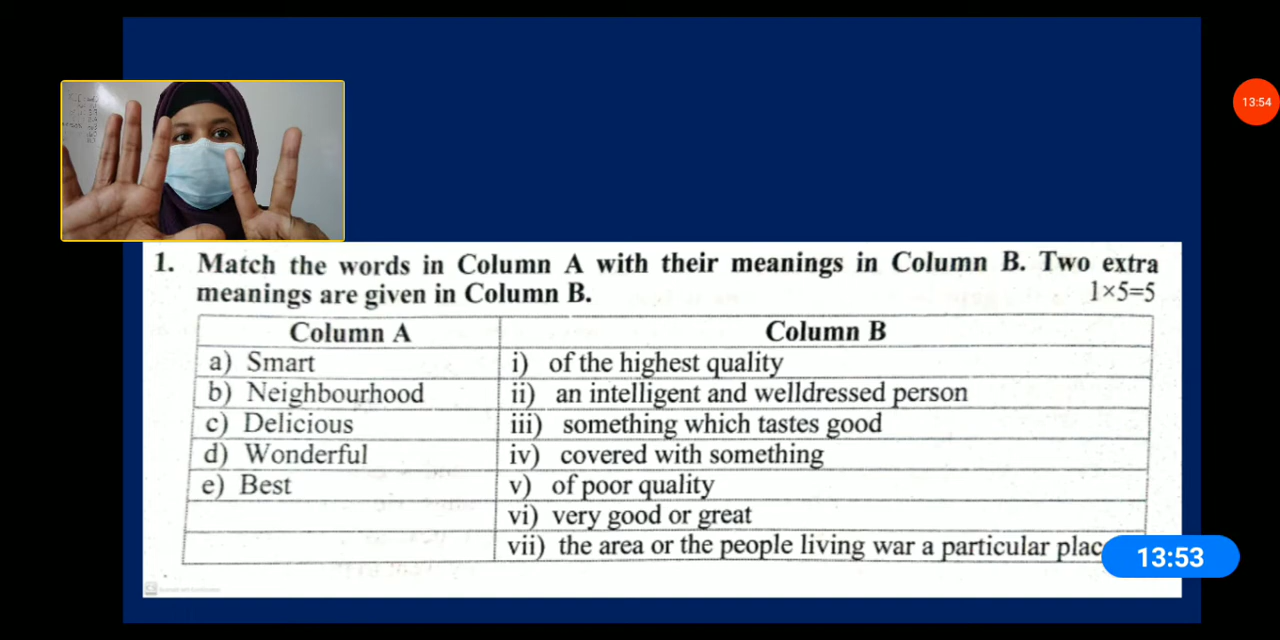 13:54
1. Match the words in Column A with their meanings in Column B. Two extra
meanings are given in Column B. 1×5=5
Column A Column B
a) Smart i) of the highest quality
b) Neighbourhood ii) an intelligent and welldressed person
c) Delicious iii) something which tastes good
d) Wonderful iv) covered with something
e) Best v) of poor quality
vi) very good or great
vii) the area or the people living war a particular plac
13:53